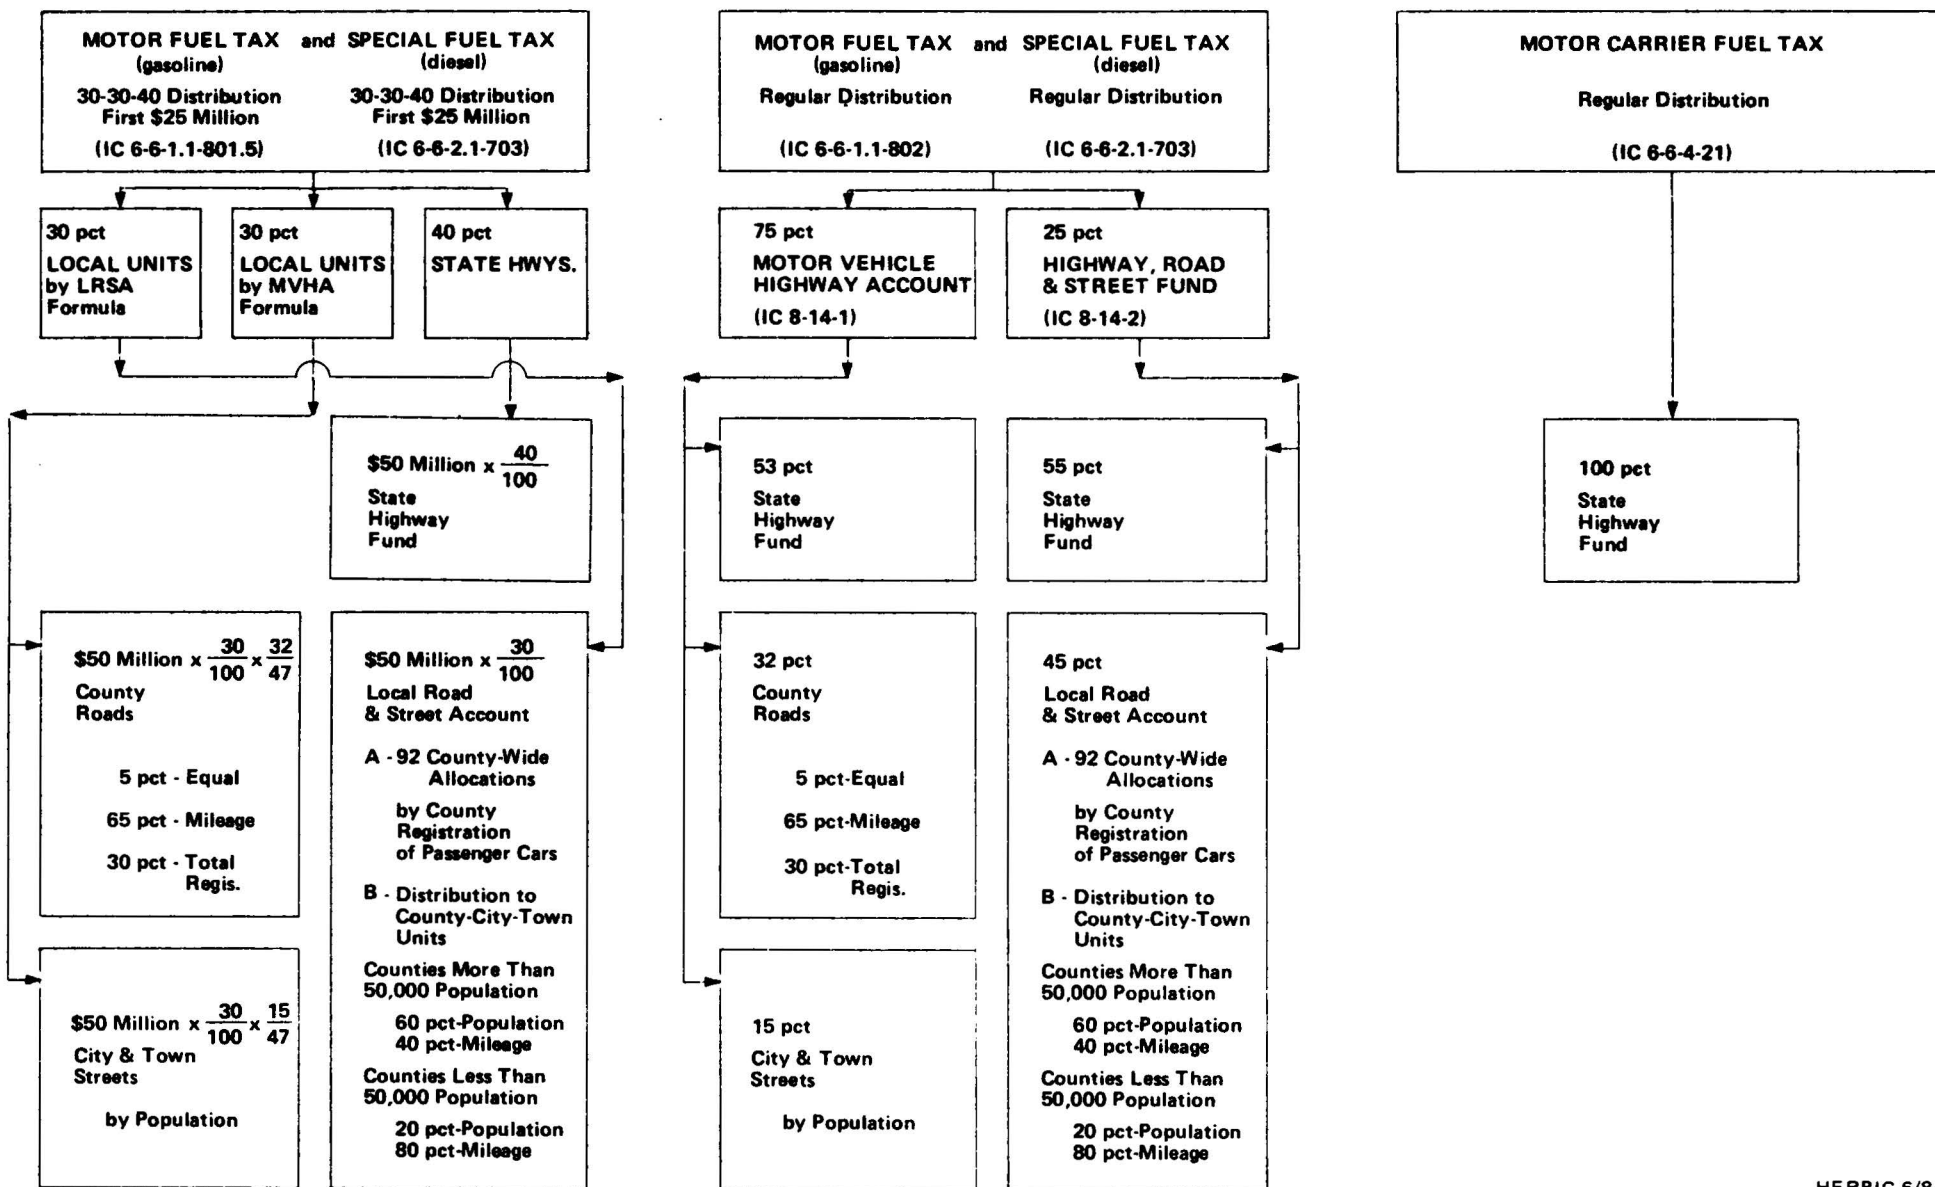 MOTOR FUEL TAX and SPECIAL FUEL TAX
(gasoline) (diesel)
30-30-40 Distribution 30-30-40 Distribution
First $25 Million First $25 Million
(IC 6-6-1.1-801.5) (IC 6-6-2.1-703)
30 pct
LOCAL UNITS
by LRSA
Formula
30 pct
LOCAL UNITS
by MVHA
Formula
40 pct
STATE HWYS.
$50 Million x 40/100
State
Highway
Fund
$50 Million x 30/100 x 32/47
County
Roads
5 pct - Equal
65 pct - Mileage
30 pct - Total
Regis.
$50 Million x 30/100 x 15/47
City & Town
Streets
by Population
$50 Million x 30/100
Local Road
& Street Account
A - 92 County-Wide
Allocations
by County
Registration
of Passenger Cars
B - Distribution to
County-City-Town
Units
Counties More Than
50,000 Population
60 pct-Population
40 pct-Mileage
Counties Less Than
50,000 Population
20 pct-Population
80 pct-Mileage
MOTOR FUEL TAX and SPECIAL FUEL TAX
(gasoline) (diesel)
Regular Distribution Regular Distribution
(IC 6-6-1.1-802) (IC 6-6-2.1-703)
75 pct
MOTOR VEHICLE
HIGHWAY ACCOUNT
(IC 8-14-1)
25 pct
HIGHWAY, ROAD
& STREET FUND
(IC 8-14-2)
53 pct
State
Highway
Fund
55 pct
State
Highway
Fund
32 pct
County
Roads
5 pct-Equal
65 pct-Mileage
30 pct-Total
Regis.
15 pct
City & Town
Streets
by Population
45 pct
Local Road
& Street Account
A - 92 County-Wide
Allocations
by County
Registration
of Passenger Cars
B - Distribution to
County-City-Town
Units
Counties More Than
50,000 Population
60 pct-Population
40 pct-Mileage
Counties Less Than
50,000 Population
20 pct-Population
80 pct-Mileage
MOTOR CARRIER FUEL TAX
Regular Distribution
(IC 6-6-4-21)
100 pct
State
Highway
Fund